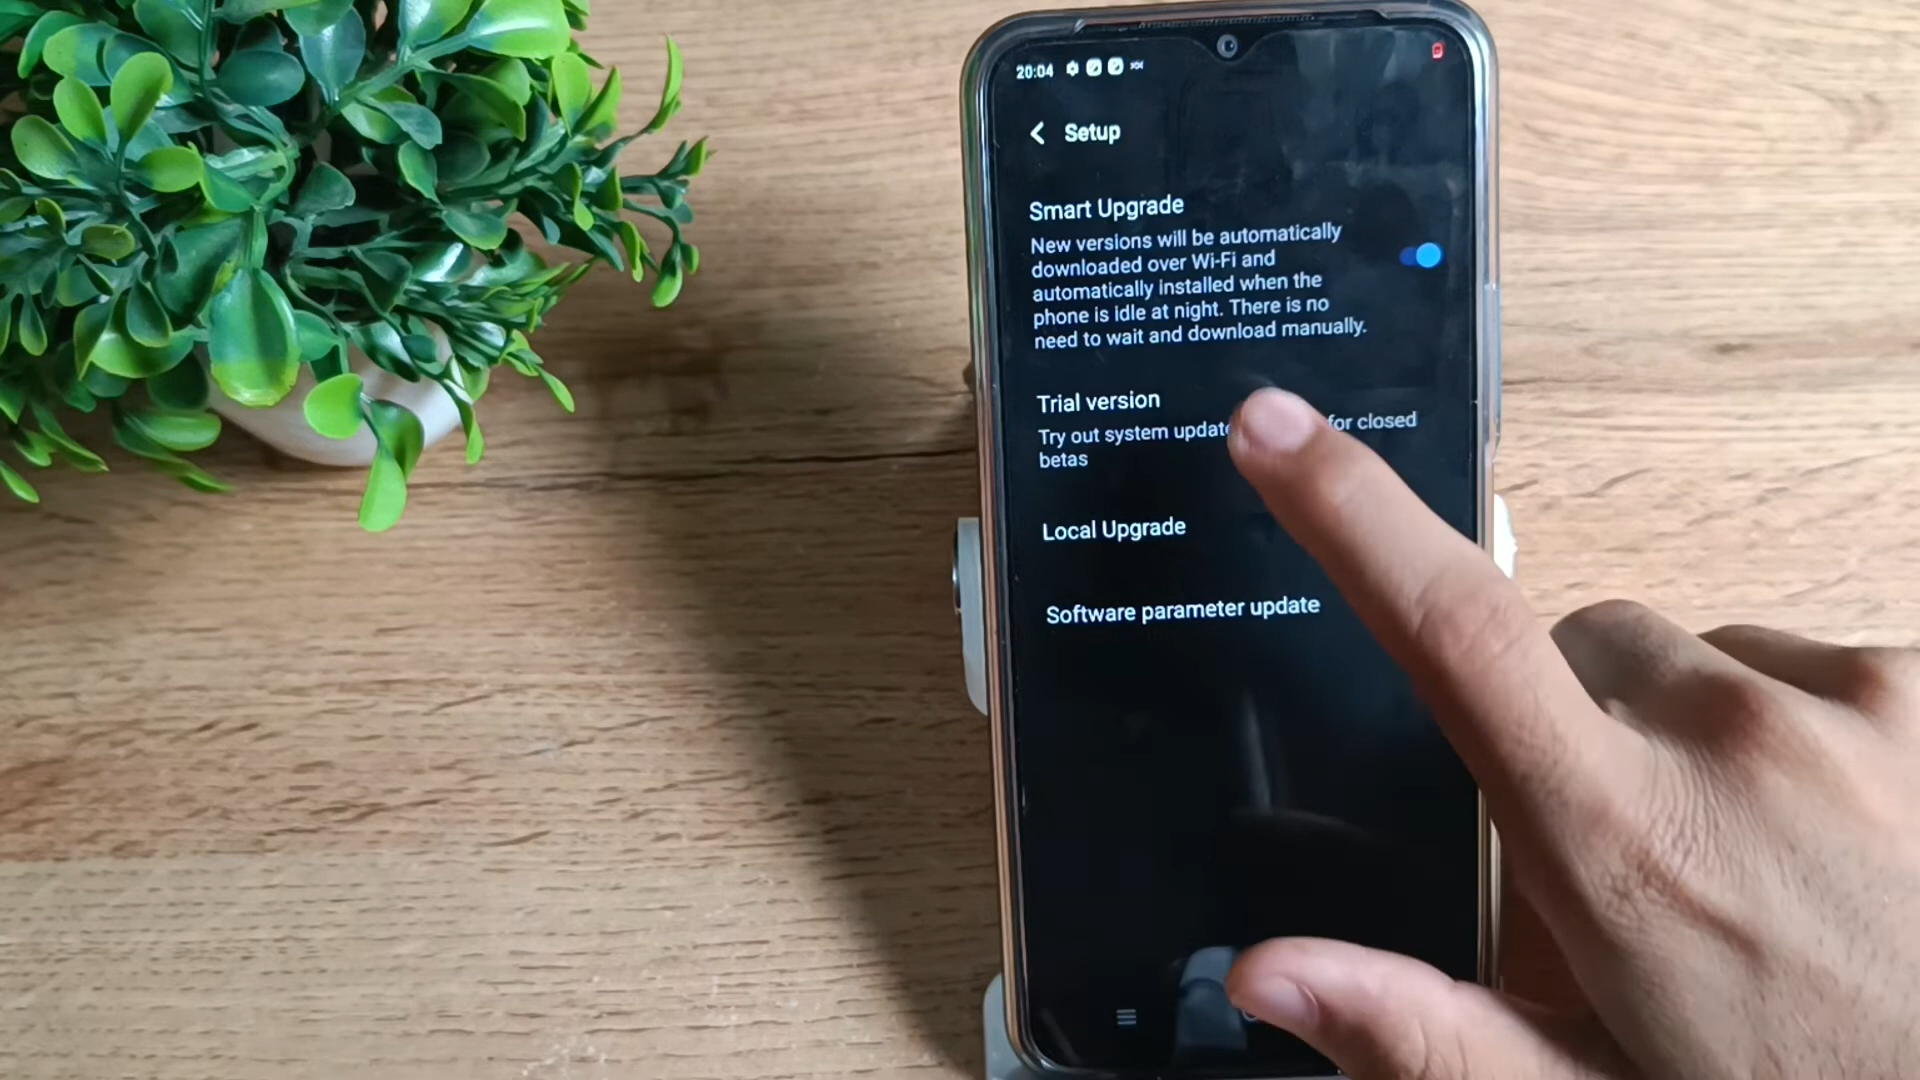 20:04
Setup
Smart Upgrade
New versions will be automatically
downloaded over Wi-Fi and
automatically installed when the
phone is idle at night. There is no
need to wait and download manually.
Trial version
Try out system update for closed
betas
Local Upgrade
Software parameter update